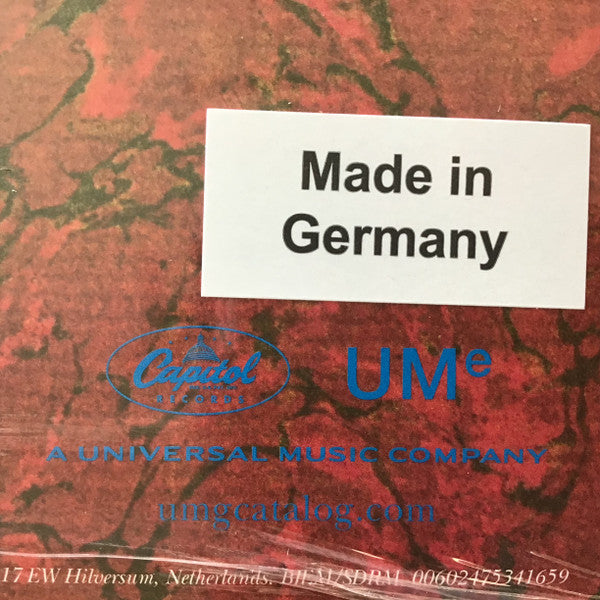 Made in
Germany
Capitol
RECORDS
UMe
A UNIVERSAL MUSIC COMPANY
umgcatalog.com
17 EW Hilversum, Netherlands. BIEM/SDRM 00602475341659